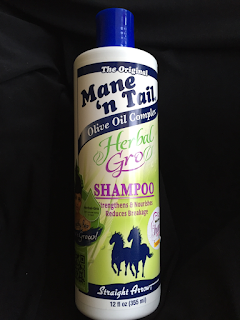 The Original
Mane
'n Tail
Olive Oil Complex
Herbal
Gro
SHAMPOO
Strengthens & Nourishes
Reduces Breakage
Straight Arrow
12 fl oz (355 ml)